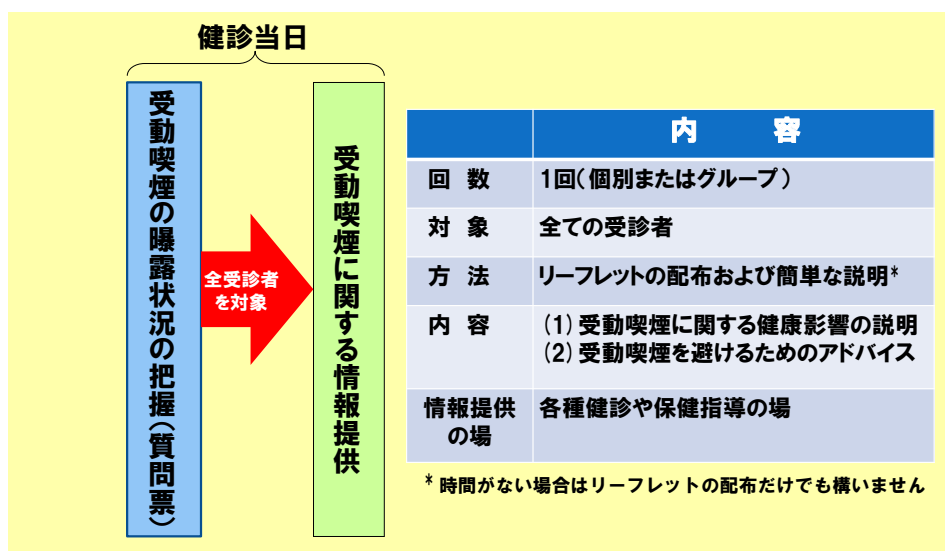 健診当日
受動喫煙の曝露状況の把握(質問票)
全受診者
を対象
受動喫煙に関する情報提供
内 容
回 数 1回(個別またはグループ)
対 象 全ての受診者
方 法 リーフレットの配布および簡単な説明*
内 容 (1)受動喫煙に関する健康影響の説明
(2)受動喫煙を避けるためのアドバイス
情報提供 各種健診や保健指導の場
の場
* 時間がない場合はリーフレットの配布だけでも構いません